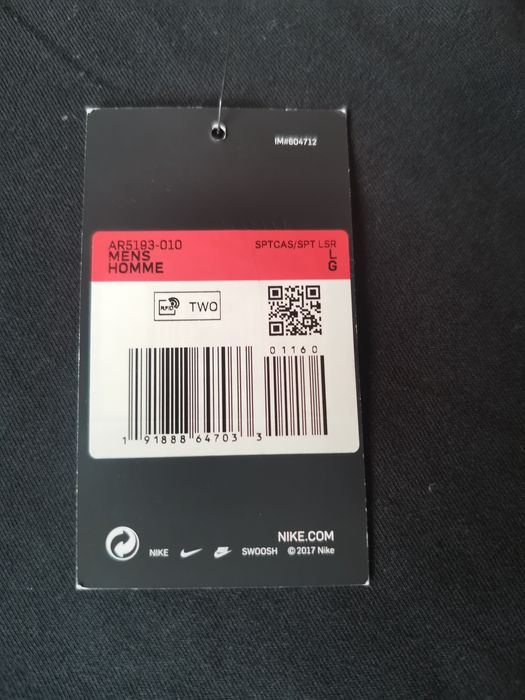 IM#604712
AR5193-010 SPTCAS/SPT LSR
MENS L
HOMME G
RFID TWO
01160
1 91888 64703 3
NIKE.COM
NIKE SWOOSH © 2017 Nike